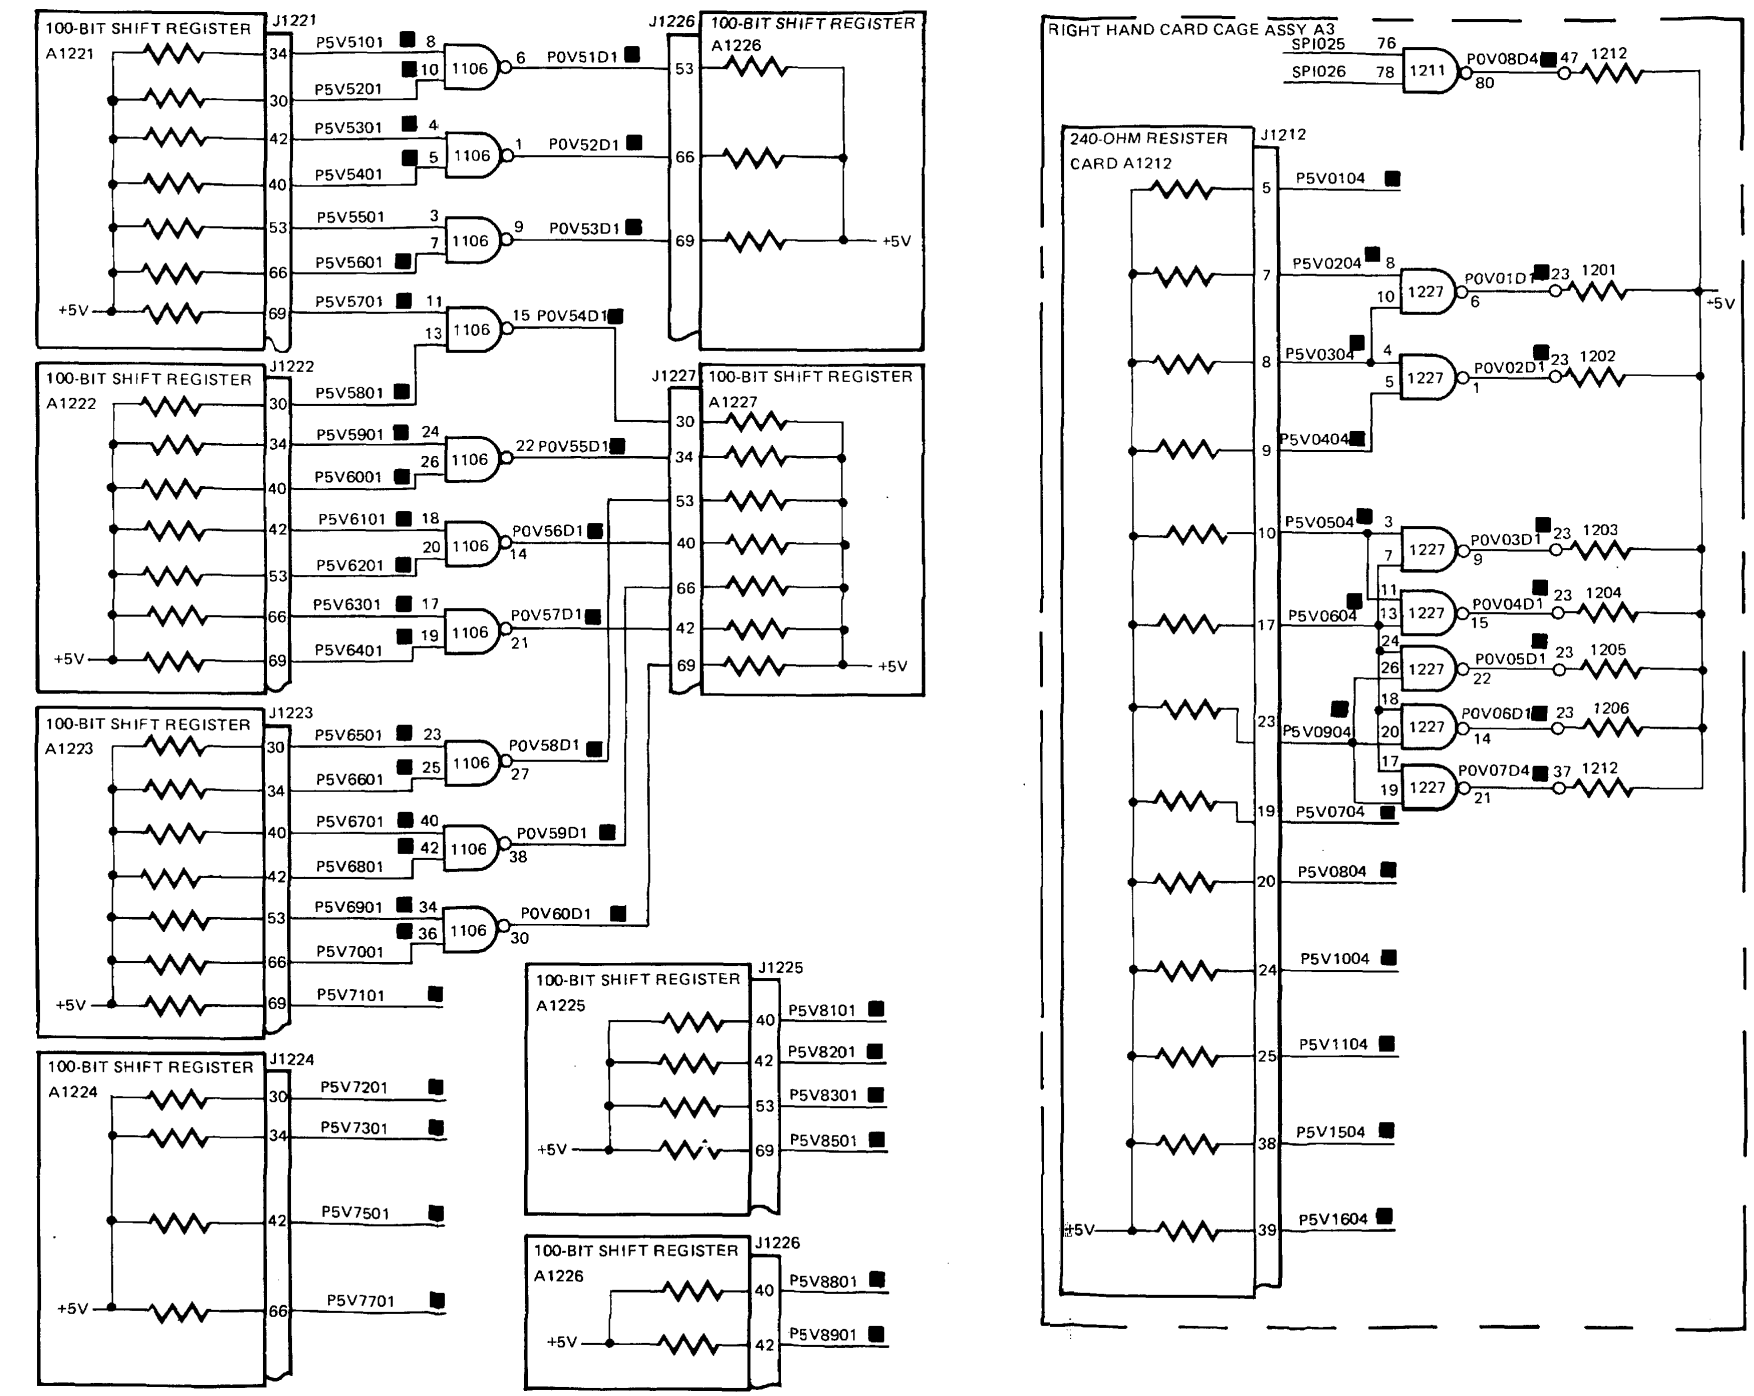 100-BIT SHIFT REGISTER
A1221
J1221
+5V
34 P5V5101 8
30 P5V5201 10
1106 6 P0V51D1
42 P5V5301 4
40 P5V5401 5
1106 1 P0V52D1
53 P5V5501 3
66 P5V5601 7
1106 9 P0V53D1
69 P5V5701 11
13
1106 15 P0V54D1
100-BIT SHIFT REGISTER
A1222
J1222
+5V
30 P5V5801
34 P5V5901 24
40 P5V6001 26
1106 22 P0V55D1
42 P5V6101 18
53 P5V6201 20
1106 14 P0V56D1
66 P5V6301 17
69 P5V6401 19
1106 21 P0V57D1
100-BIT SHIFT REGISTER
A1223
J1223
+5V
30 P5V6501 23
34 P5V6601 25
1106 27 P0V58D1
40 P5V6701 40
42 P5V6801 42
1106 38 P0V59D1
53 P5V6901 34
66 P5V7001 36
1106 30 P0V60D1
69 P5V7101
100-BIT SHIFT REGISTER
A1224
J1224
+5V
30 P5V7201
34 P5V7301
42 P5V7501
66 P5V7701
J1226
100-BIT SHIFT REGISTER
A1226
53
66
69
+5V
J1227
100-BIT SHIFT REGISTER
A1227
30
34
53
40
66
42
69
+5V
100-BIT SHIFT REGISTER
A1225
J1225
+5V
40 P5V8101
42 P5V8201
53 P5V8301
69 P5V8501
100-BIT SHIFT REGISTER
A1226
J1226
+5V
40 P5V8801
42 P5V8901
RIGHT HAND CARD CAGE ASSY A3
SPI025 76
SPI026 78
1211 80 P0V08D4 47 1212
240-OHM RESISTER
CARD A1212
J1212
+5V
5 P5V0104
7 P5V0204 8
10
1227 6 P0V01D1 23 1201
+5V
8 P5V0304 4
5
1227 1 P0V02D1 23 1202
9 P5V0404
10 P5V0504 3
7
1227 9 P0V03D1 23 1203
11
13
1227 15 P0V04D1 23 1204
17 P5V0604
24
26
1227 22 P0V05D1 23 1205
18
20
1227 14 P0V06D1 23 1206
23 P5V0904
17
19
1227 21 P0V07D4 37 1212
19 P5V0704
20 P5V0804
24 P5V1004
25 P5V1104
38 P5V1504
39 P5V1604